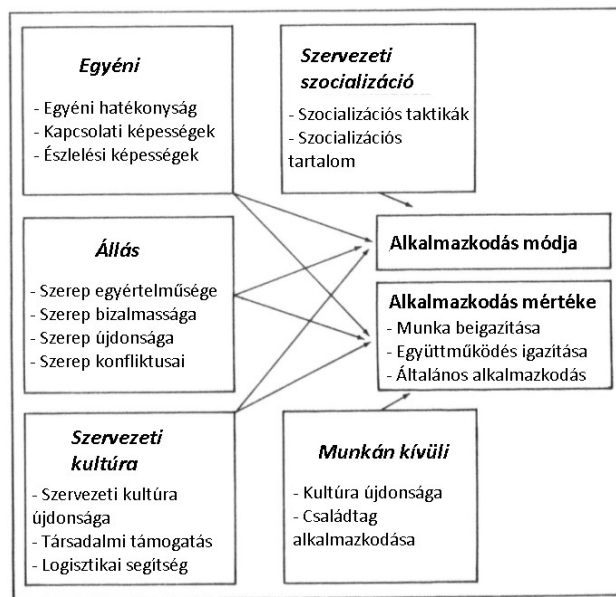 Egyéni
- Egyéni hatékonyság
- Kapcsolati képességek
- Észlelési képességek
Szervezeti
szocializáció
- Szocializációs taktikák
- Szocializációs
tartalom
Állás
- Szerep egyértelműsége
- Szerep bizalmassága
- Szerep újdonsága
- Szerep konfliktusai
Alkalmazkodás módja
Alkalmazkodás mértéke
- Munka beigazítása
- Együttműködés igazítása
- Általános alkalmazkodás
Szervezeti
kultúra
- Szervezeti kultúra
újdonsága
- Társadalmi támogatás
- Logisztikai segítség
Munkán kívüli
- Kultúra újdonsága
- Családtag
alkalmazkodása